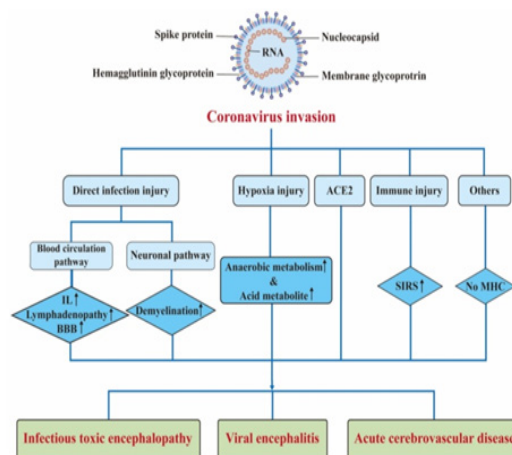 Spike protein
Nucleocapsid
RNA
Hemagglutinin glycoprotein
Membrane glycoprotrin
Coronavirus invasion
Direct infection injury
Hypoxia injury
ACE2
Immune injury
Others
Blood circulation
pathway
Neuronal pathway
IL↑
Lymphadenopathy↑
BBB↑
Demyelination↑
Anaerobic metabolism↑
&
Acid metabolite↑
SIRS↑
No MHC
Infectious toxic encephalopathy
Viral encephalitis
Acute cerebrovascular disease